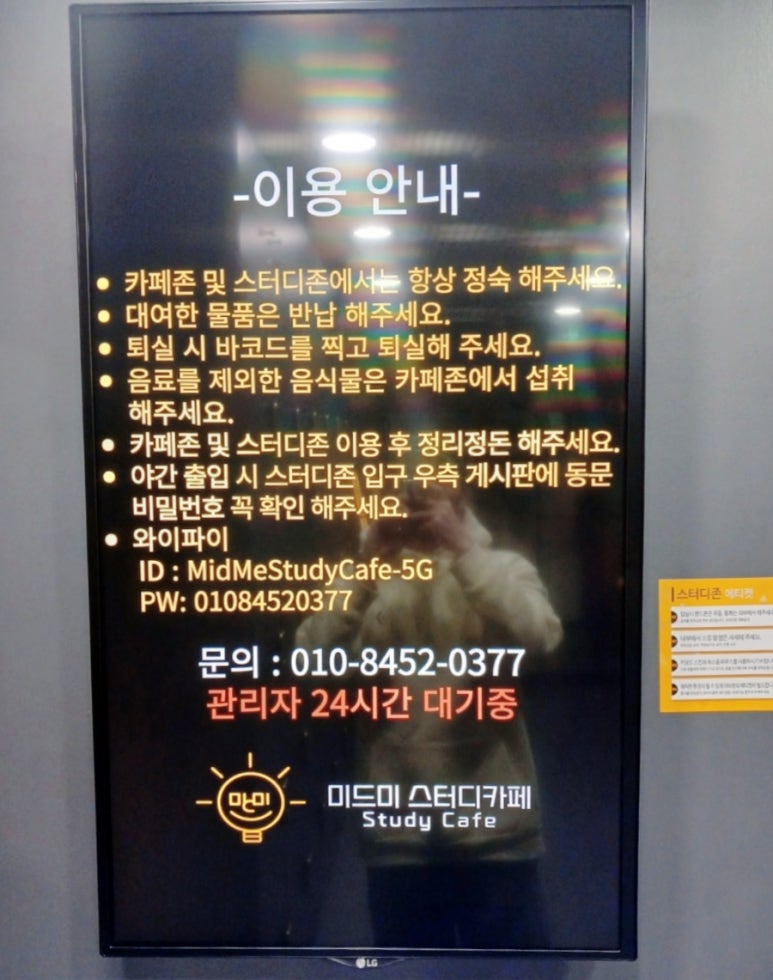 -이용 안내-
• 카페존 및 스터디존에서는 항상 정숙 해주세요.
• 대여한 물품은 반납 해주세요.
• 퇴실 시 바코드를 찍고 퇴실해 주세요.
• 음료를 제외한 음식물은 카페존에서 섭취
해주세요.
• 카페존 및 스터디존 이용 후 정리정돈 해주세요.
• 야간 출입 시 스터디존 입구 우측 게시판에 동문
비밀번호 꼭 확인 해주세요.
• 와이파이
ID : MidMeStudyCafe-5G
PW: 01084520377
문의 : 010-8452-0377
관리자 24시간 대기중
미드미 스터디카페
Study Cafe
LG
스터디존 에티켓